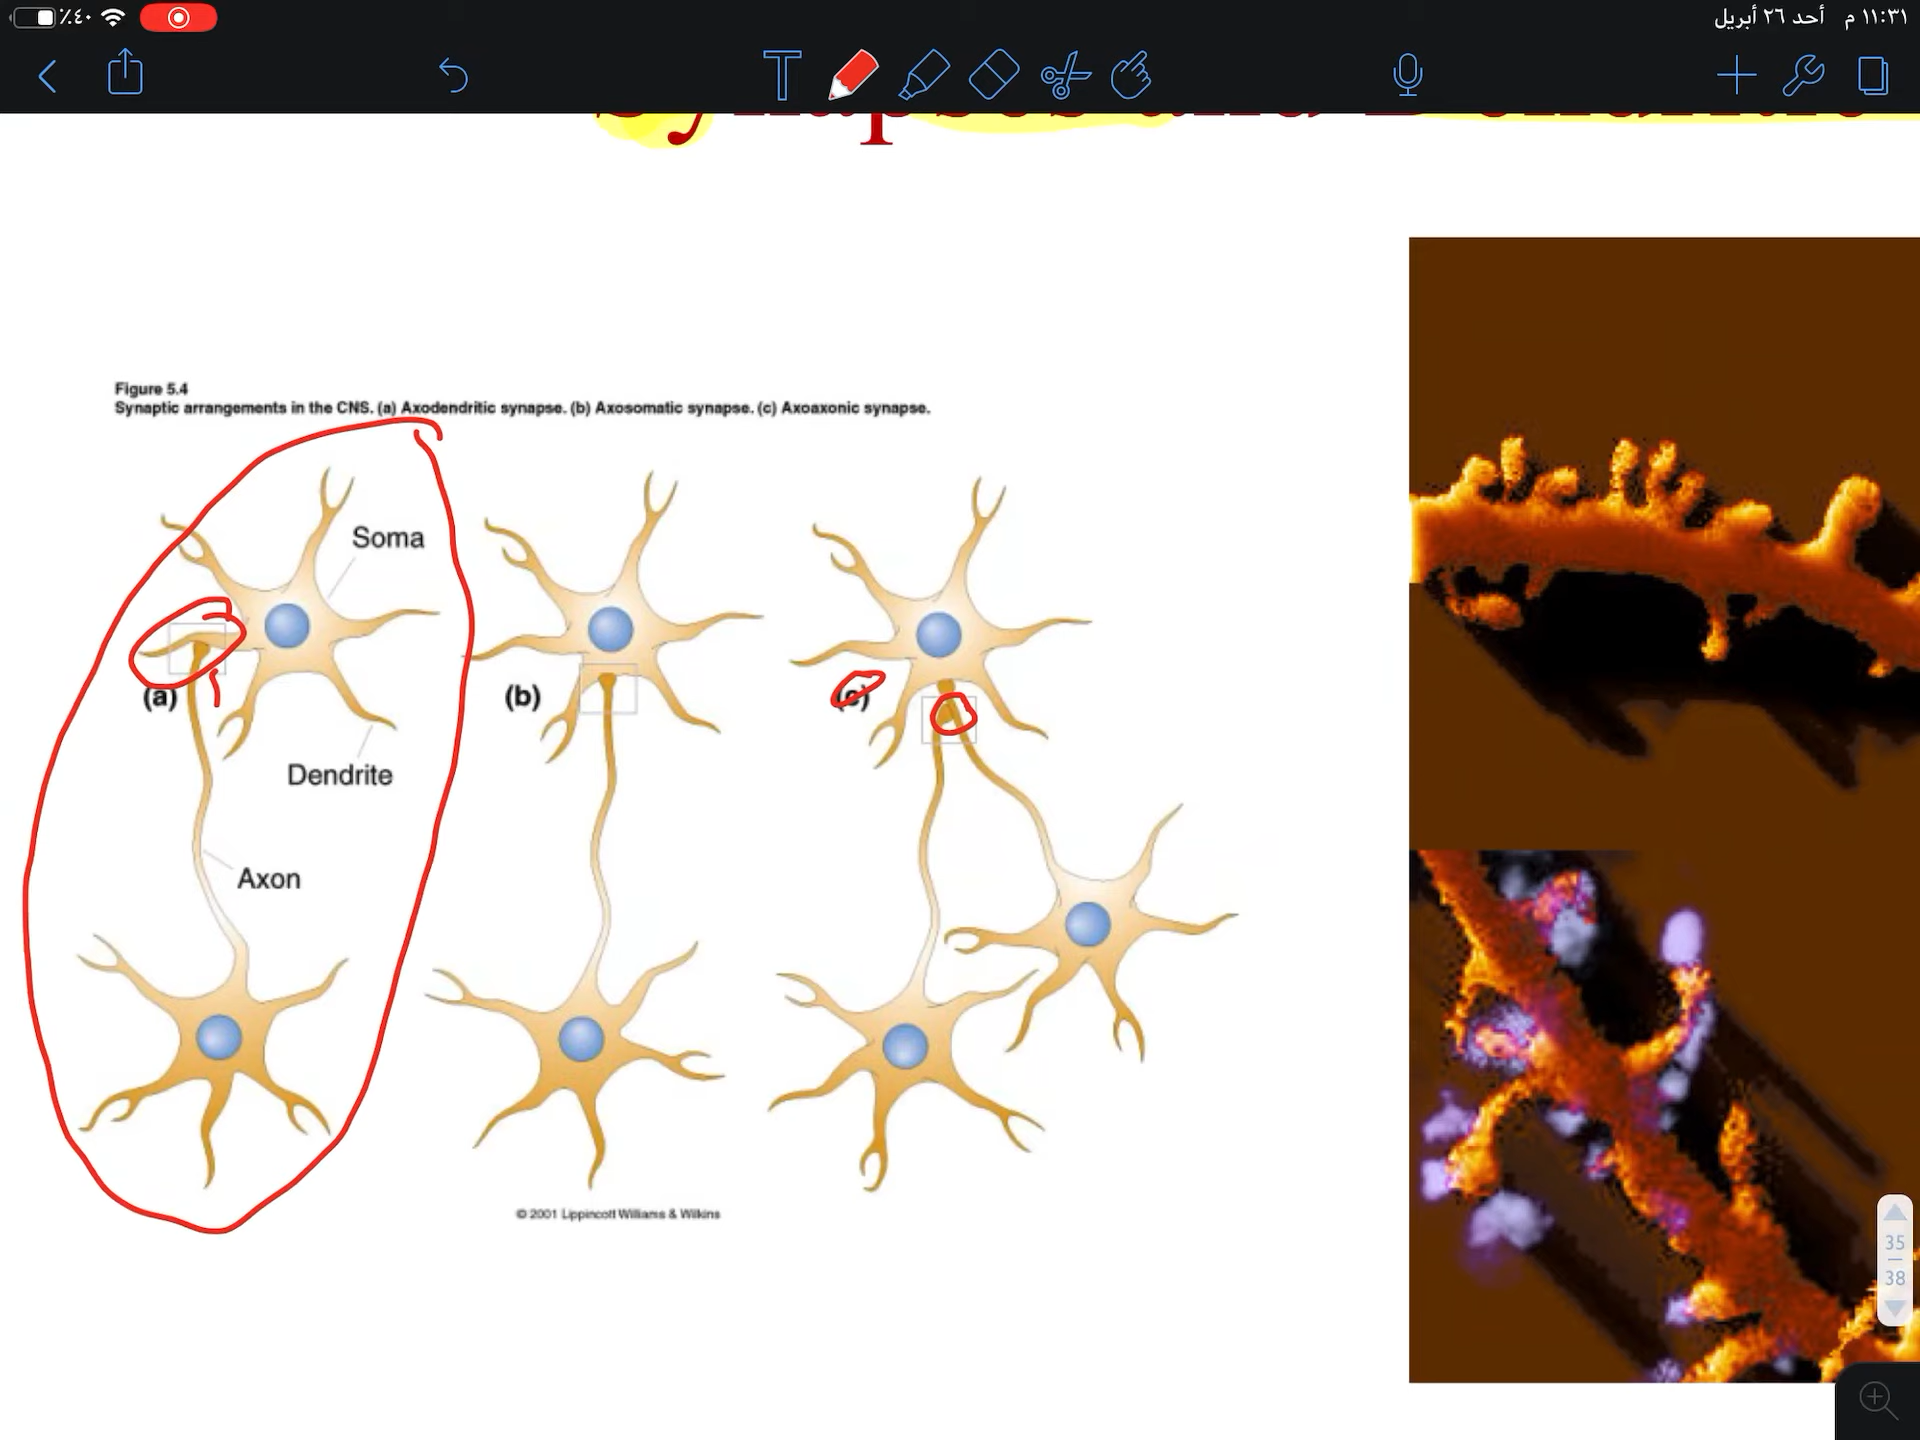 ٪٤٠
١١:٣١ م أحد ٢٦ أبريل
Figure 5.4
Synaptic arrangements in the CNS. (a) Axodendritic synapse. (b) Axosomatic synapse. (c) Axoaxonic synapse.
Soma
(a)
(b)
(c)
Dendrite
Axon
© 2001 Lippincott Williams & Wilkins
35
38